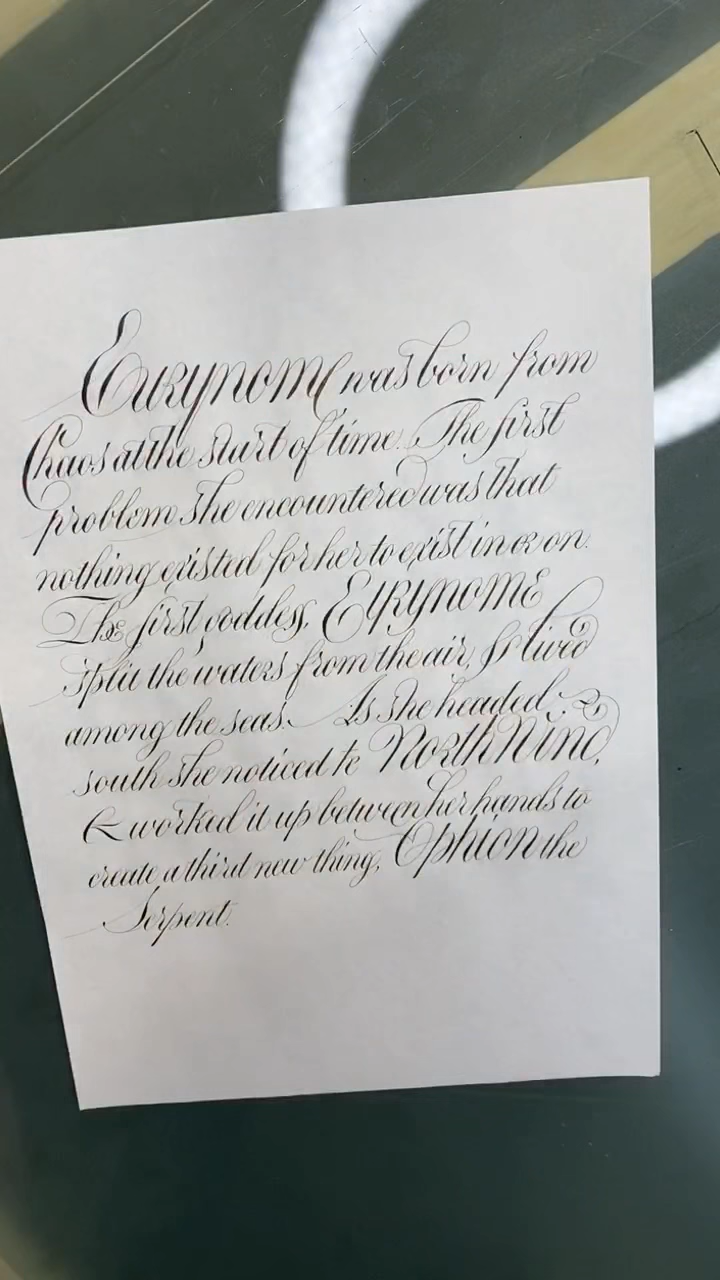 Eurynome was born from
Chaos at the start of time. The first
problem she encountered was that
nothing existed for her to exist in or on.
The first goddess, Eurynome
split the waters from the air, & lived
among the seas. As she headed
south she noticed te North Wind,
& worked it up between her hands to
create a third new thing, Ophion the
Serpent.